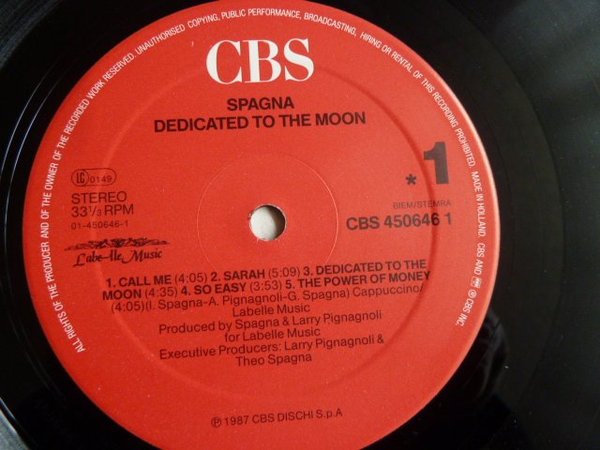 ALL RIGHTS OF THE PRODUCER AND OF THE OWNER OF THE RECORDED WORK RESERVED. UNAUTHORISED COPYING, PUBLIC PERFORMANCE, BROADCASTING, HIRING OR RENTAL OF THIS RECORDING PROHIBITED. MADE IN HOLLAND. CBS AND ® CBS INC.
CBS
SPAGNA
DEDICATED TO THE MOON
LC 0149
* 1
STEREO
33⅓ RPM
BIEM/STEMRA
01-450646-1
CBS 450646 1
Labe-lle Music
1. CALL ME (4:05) 2. SARAH (5:09) 3. DEDICATED TO THE
MOON (4:35) 4. SO EASY (3:53) 5. THE POWER OF MONEY
(4:05)(I. Spagna-A. Pignagnoli-G. Spagna) Cappuccino/
Labelle Music
Produced by Spagna & Larry Pignagnoli
for Labelle Music
Executive Producers: Larry Pignagnoli &
Theo Spagna
℗ 1987 CBS DISCHI S.p.A